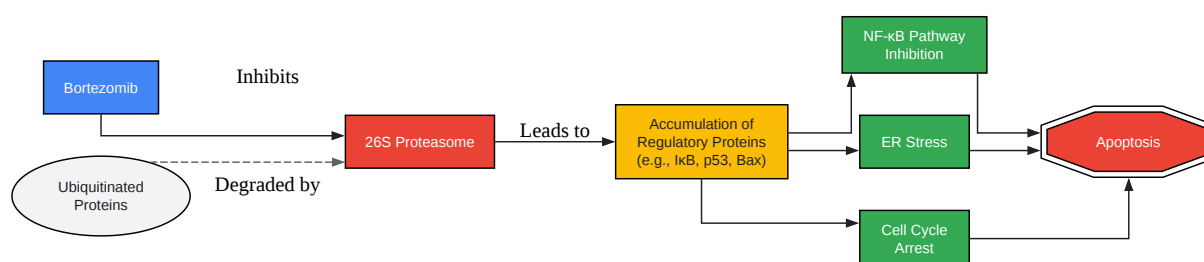 Bortezomib
Inhibits
Ubiquitinated
Proteins
Degraded by
26S Proteasome
Leads to
Accumulation of
Regulatory Proteins
(e.g., IκB, p53, Bax)
NF-κB Pathway
Inhibition
ER Stress
Cell Cycle
Arrest
Apoptosis